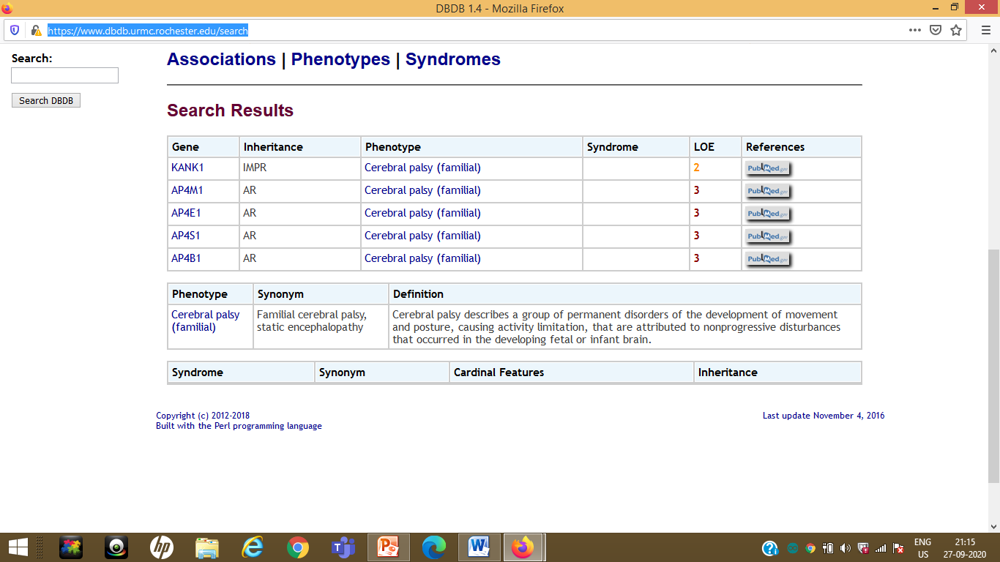 DBDB 1.4 - Mozilla Firefox
https://www.dbdb.urmc.rochester.edu/search
Search:
Search DBDB
Associations | Phenotypes | Syndromes
Search Results
Gene Inheritance Phenotype Syndrome LOE References
KANK1 IMPR Cerebral palsy (familial) 2 PubMed.gov
AP4M1 AR Cerebral palsy (familial) 3 PubMed.gov
AP4E1 AR Cerebral palsy (familial) 3 PubMed.gov
AP4S1 AR Cerebral palsy (familial) 3 PubMed.gov
AP4B1 AR Cerebral palsy (familial) 3 PubMed.gov
Phenotype Synonym Definition
Cerebral palsy Familial cerebral palsy, Cerebral palsy describes a group of permanent disorders of the development of movement
(familial) static encephalopathy and posture, causing activity limitation, that are attributed to nonprogressive disturbances
that occurred in the developing fetal or infant brain.
Syndrome Synonym Cardinal Features Inheritance
Copyright (c) 2012-2018 Last update November 4, 2016
Built with the Perl programming language
ENG 21:15
US 27-09-2020